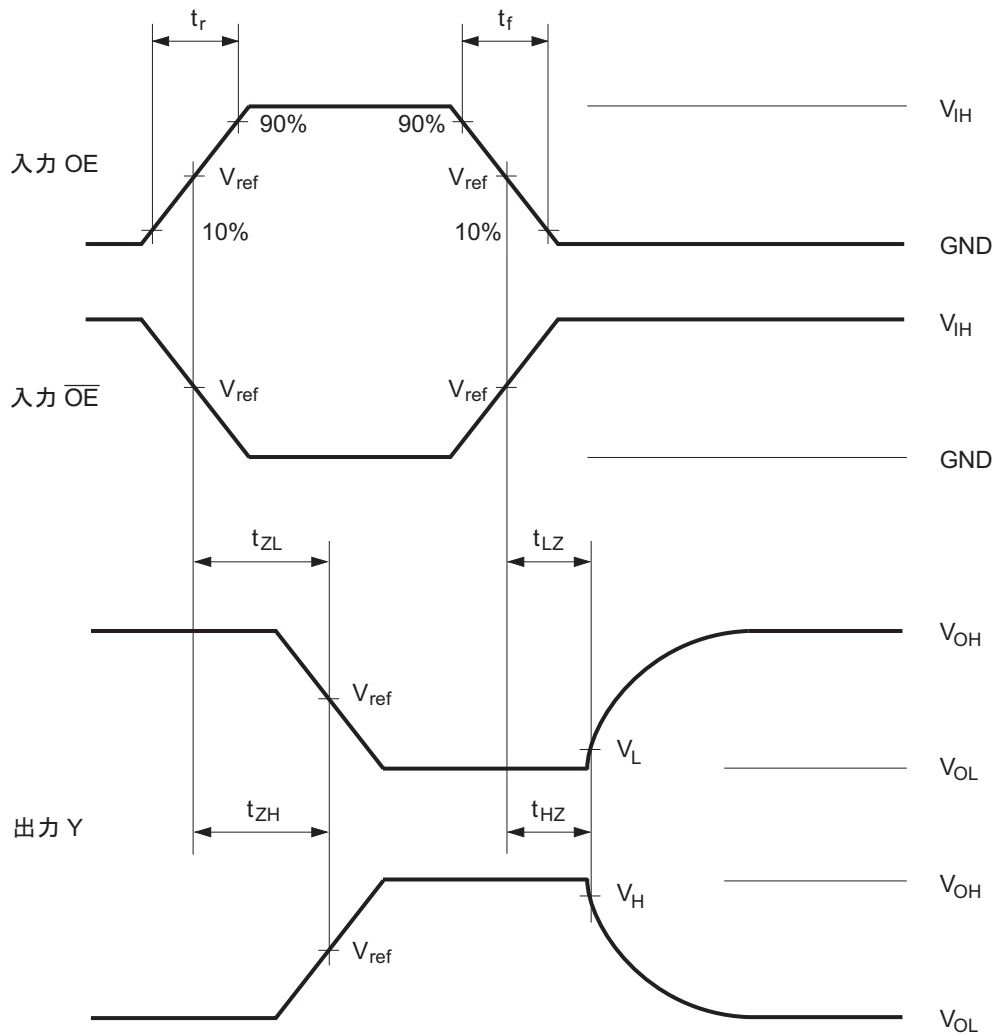 tr tf
90% 90% VIH
入力 OE Vref Vref
10% 10% GND
VIH
入力 O̅E̅ Vref Vref
GND
tZL tLZ
VOH
Vref
VL
VOL
tZH tHZ
出力 Y
VH VOH
Vref
VOL